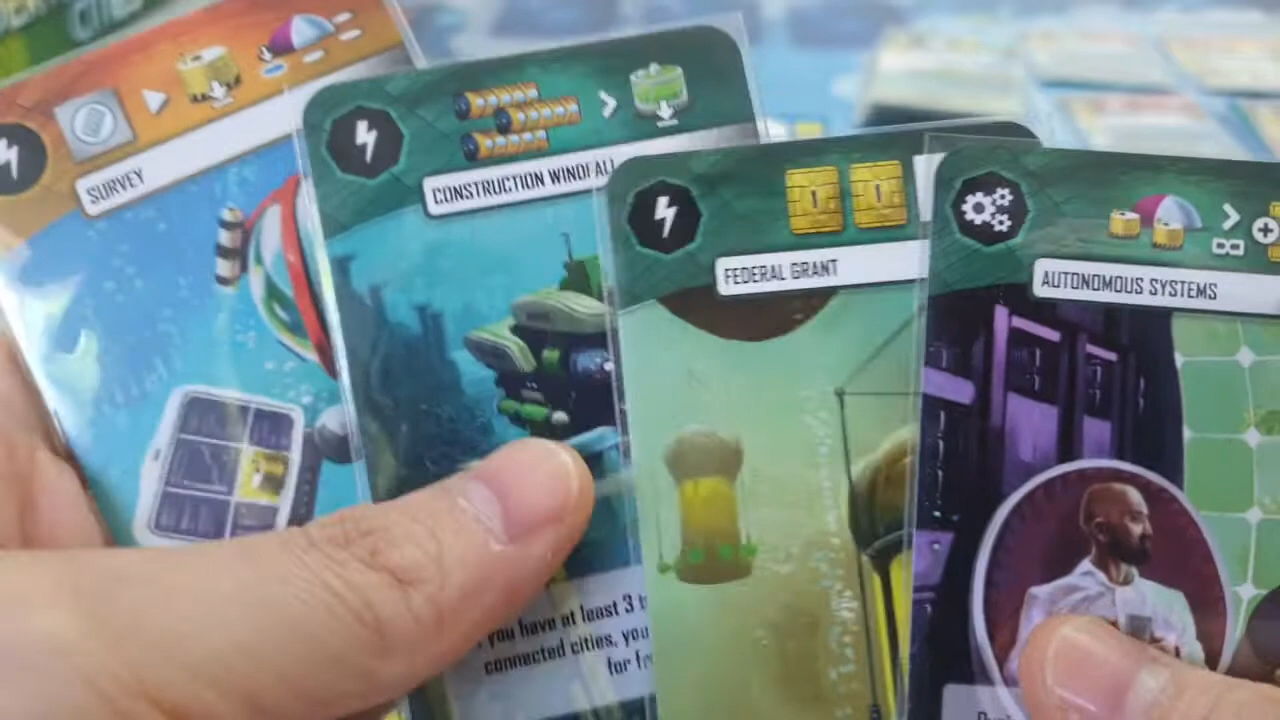 SURVEY
CONSTRUCTION WINDFALL
FEDERAL GRANT
AUTONOMOUS SYSTEMS
you have at least 3
connected cities, you
for